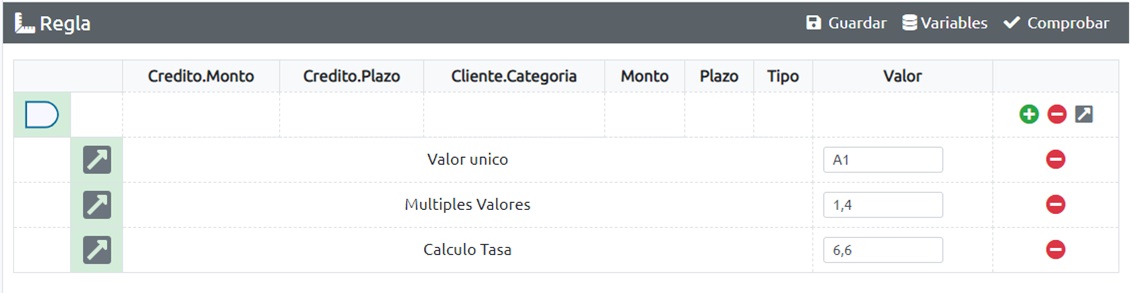 Regla Guardar Variables Comprobar
Credito.Monto Credito.Plazo Cliente.Categoria Monto Plazo Tipo Valor
Valor unico A1
Multiples Valores 1,4
Calculo Tasa 6,6